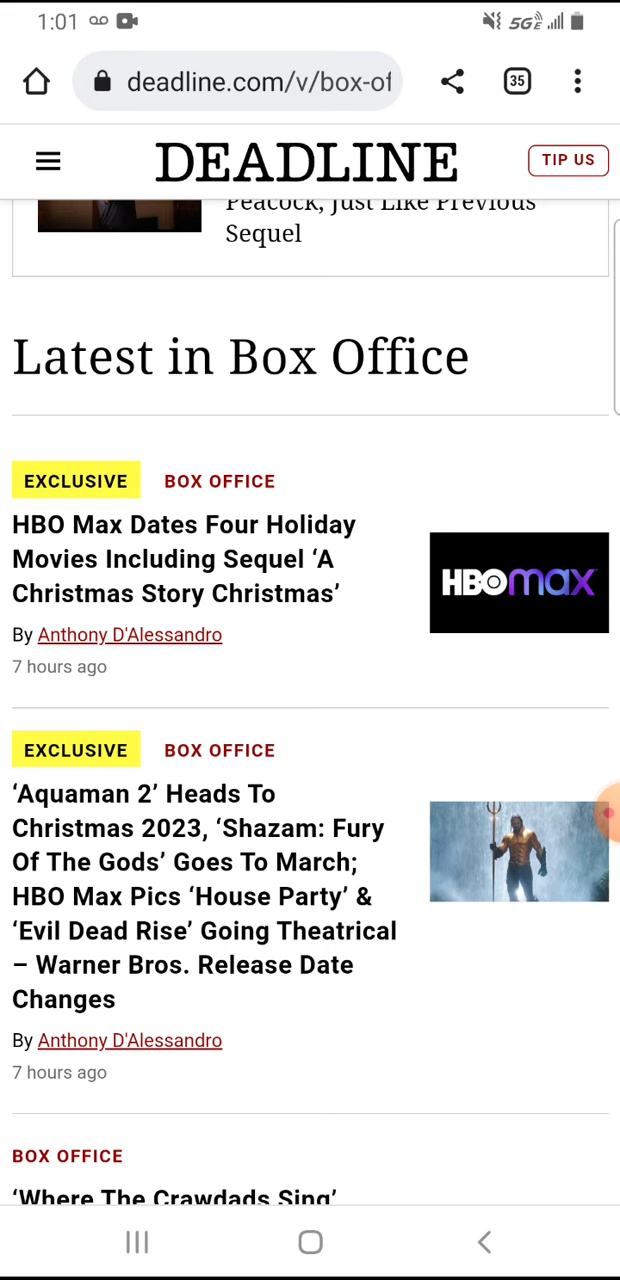 1:01
5GE
deadline.com/v/box-of
35
DEADLINE
TIP US
Peacock, Just Like Previous
Sequel
Latest in Box Office
EXCLUSIVE BOX OFFICE
HBO Max Dates Four Holiday
Movies Including Sequel ‘A
Christmas Story Christmas’
HBOmax
By Anthony D'Alessandro
7 hours ago
EXCLUSIVE BOX OFFICE
‘Aquaman 2’ Heads To
Christmas 2023, ‘Shazam: Fury
Of The Gods’ Goes To March;
HBO Max Pics ‘House Party’ &
‘Evil Dead Rise’ Going Theatrical
– Warner Bros. Release Date
Changes
By Anthony D'Alessandro
7 hours ago
BOX OFFICE
‘Where The Crawdads Sing’